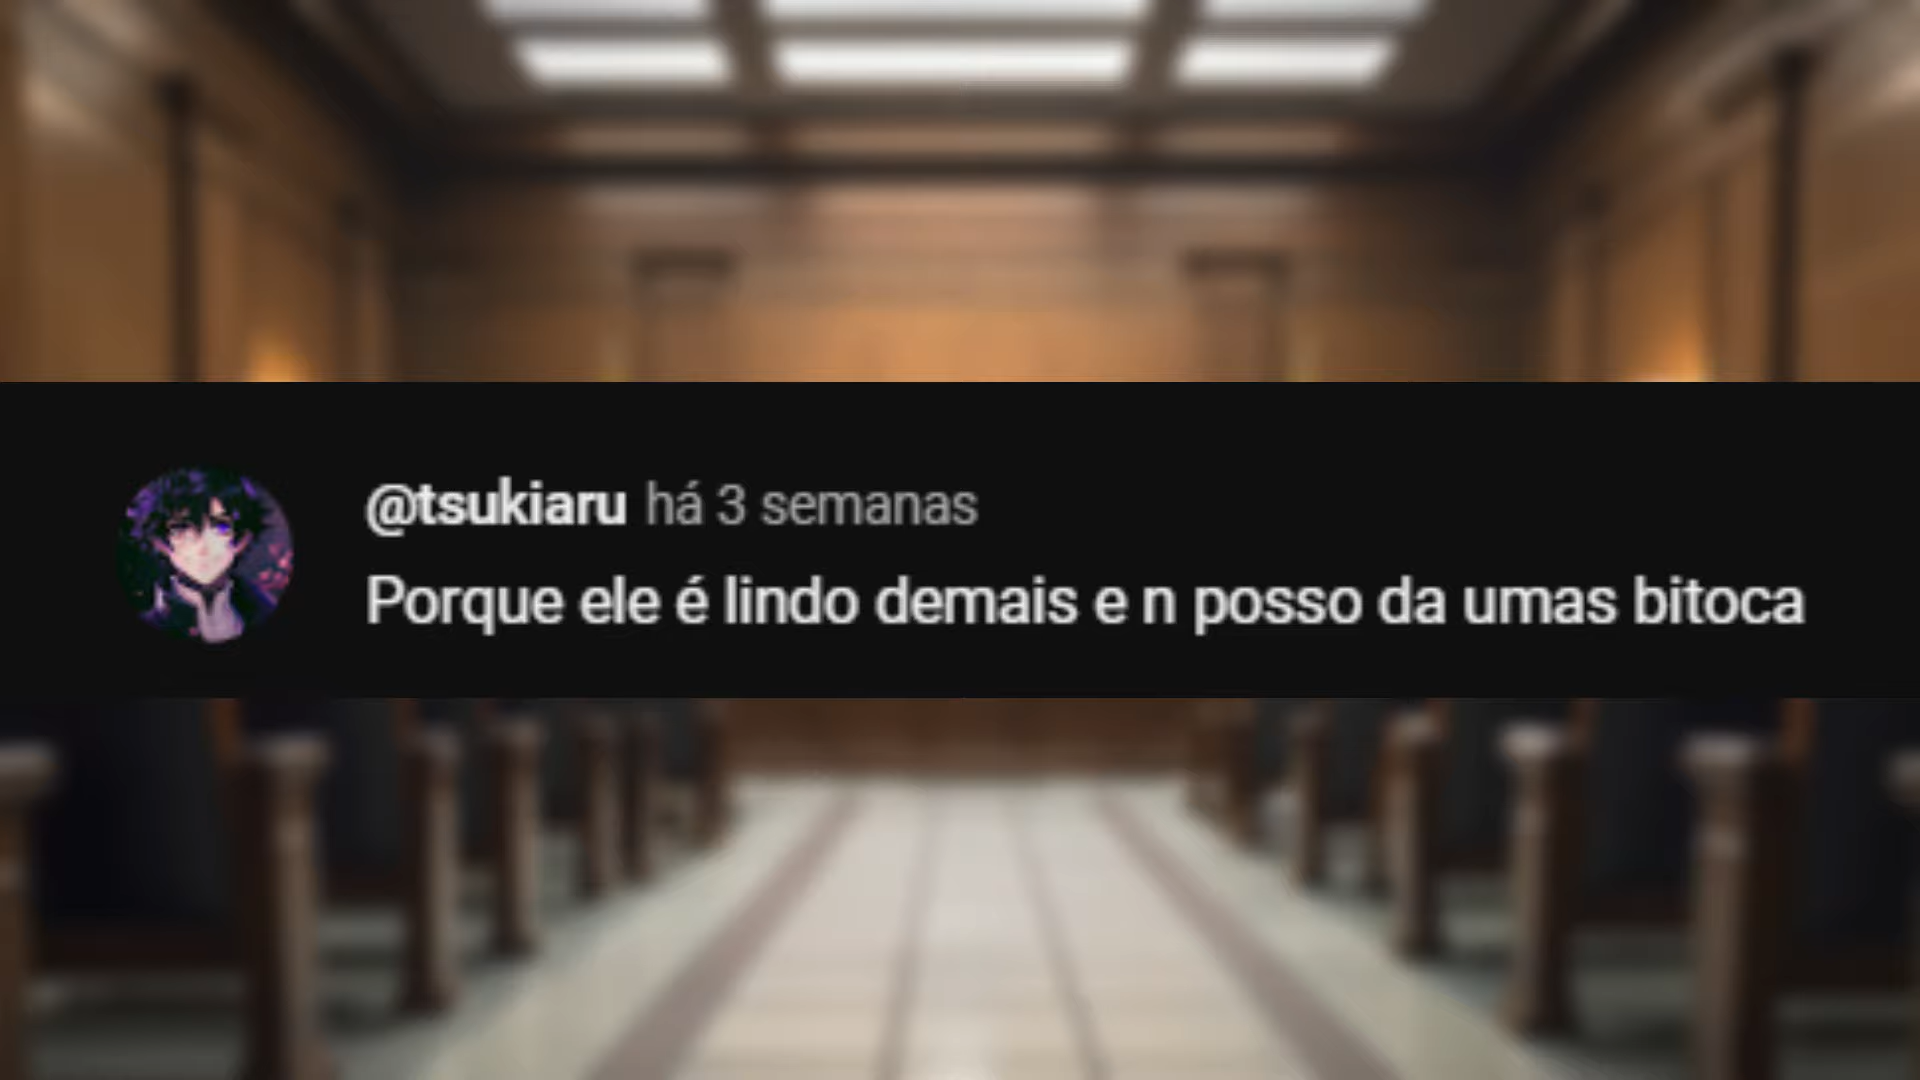 @tsukiaru há 3 semanas
Porque ele é lindo demais e n posso da umas bitoca